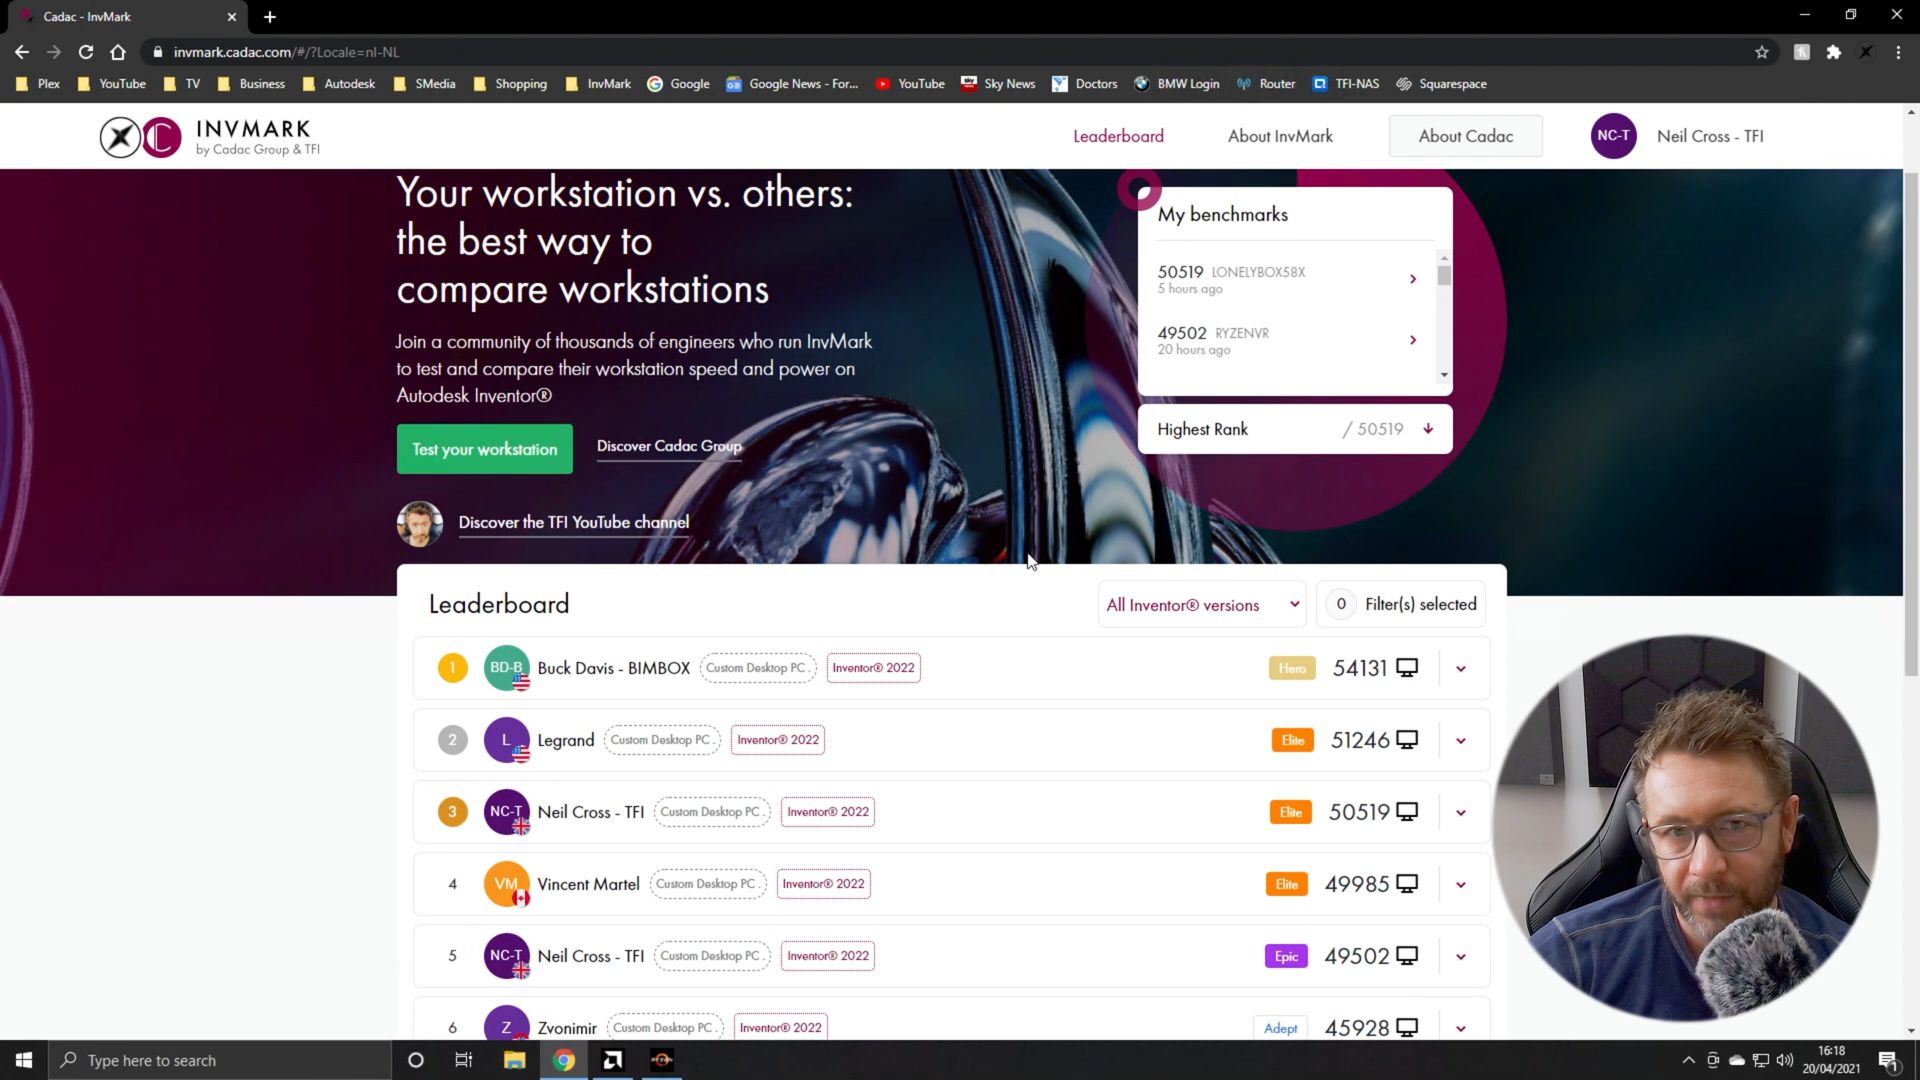 Cadac - InvMark
invmark.cadac.com/#/?Locale=nl-NL
Plex YouTube TV Business Autodesk SMedia Shopping InvMark Google Google News - For... YouTube Sky News Doctors BMW Login Router TFI-NAS Squarespace
INVMARK
by Cadac Group & TFI
Leaderboard About InvMark About Cadac NC-T Neil Cross - TFI
Your workstation vs. others:
the best way to
compare workstations
Join a community of thousands of engineers who run InvMark
to test and compare their workstation speed and power on
Autodesk Inventor®
Test your workstation Discover Cadac Group
Discover the TFI YouTube channel
My benchmarks
50519 LONELYBOX58X
5 hours ago
49502 RYZENVR
20 hours ago
Highest Rank / 50519
Leaderboard All Inventor® versions 0 Filter(s) selected
1 BD-B Buck Davis - BIMBOX Custom Desktop PC . Inventor® 2022 Hero 54131
2 L Legrand Custom Desktop PC . Inventor® 2022 Elite 51246
3 NC-T Neil Cross - TFI Custom Desktop PC . Inventor® 2022 Elite 50519
4 VM Vincent Martel Custom Desktop PC . Inventor® 2022 Elite 49985
5 NC-T Neil Cross - TFI Custom Desktop PC . Inventor® 2022 Epic 49502
6 Z Zvonimir Custom Desktop PC . Inventor® 2022 Adept 45928
Type here to search
16:18
20/04/2021
1